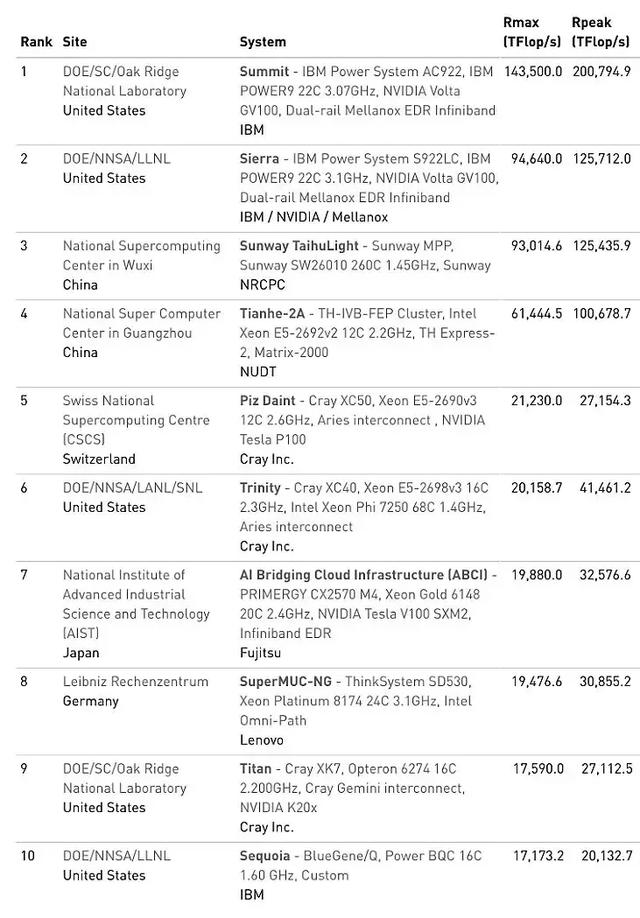 Rmax Rpeak
Rank Site System (TFlop/s) (TFlop/s)
1 DOE/SC/Oak Ridge Summit - IBM Power System AC922, IBM 143,500.0 200,794.9
National Laboratory POWER9 22C 3.07GHz, NVIDIA Volta
United States GV100, Dual-rail Mellanox EDR Infiniband
IBM
2 DOE/NNSA/LLNL Sierra - IBM Power System S922LC, IBM 94,640.0 125,712.0
United States POWER9 22C 3.1GHz, NVIDIA Volta GV100,
Dual-rail Mellanox EDR Infiniband
IBM / NVIDIA / Mellanox
3 National Supercomputing Sunway TaihuLight - Sunway MPP, 93,014.6 125,435.9
Center in Wuxi Sunway SW26010 260C 1.45GHz, Sunway
China NRCPC
4 National Super Computer Tianhe-2A - TH-IVB-FEP Cluster, Intel 61,444.5 100,678.7
Center in Guangzhou Xeon E5-2692v2 12C 2.2GHz, TH Express-
China 2, Matrix-2000
NUDT
5 Swiss National Piz Daint - Cray XC50, Xeon E5-2690v3 21,230.0 27,154.3
Supercomputing Centre 12C 2.6GHz, Aries interconnect , NVIDIA
(CSCS) Tesla P100
Switzerland Cray Inc.
6 DOE/NNSA/LANL/SNL Trinity - Cray XC40, Xeon E5-2698v3 16C 20,158.7 41,461.2
United States 2.3GHz, Intel Xeon Phi 7250 68C 1.4GHz,
Aries interconnect
Cray Inc.
7 National Institute of AI Bridging Cloud Infrastructure (ABCI) - 19,880.0 32,576.6
Advanced Industrial PRIMERGY CX2570 M4, Xeon Gold 6148
Science and Technology 20C 2.4GHz, NVIDIA Tesla V100 SXM2,
(AIST) Infiniband EDR
Japan Fujitsu
8 Leibniz Rechenzentrum SuperMUC-NG - ThinkSystem SD530, 19,476.6 30,855.2
Germany Xeon Platinum 8174 24C 3.1GHz, Intel
Omni-Path
Lenovo
9 DOE/SC/Oak Ridge Titan - Cray XK7, Opteron 6274 16C 17,590.0 27,112.5
National Laboratory 2.200GHz, Cray Gemini interconnect,
United States NVIDIA K20x
Cray Inc.
10 DOE/NNSA/LLNL Sequoia - BlueGene/Q, Power BQC 16C 17,173.2 20,132.7
United States 1.60 GHz, Custom
IBM